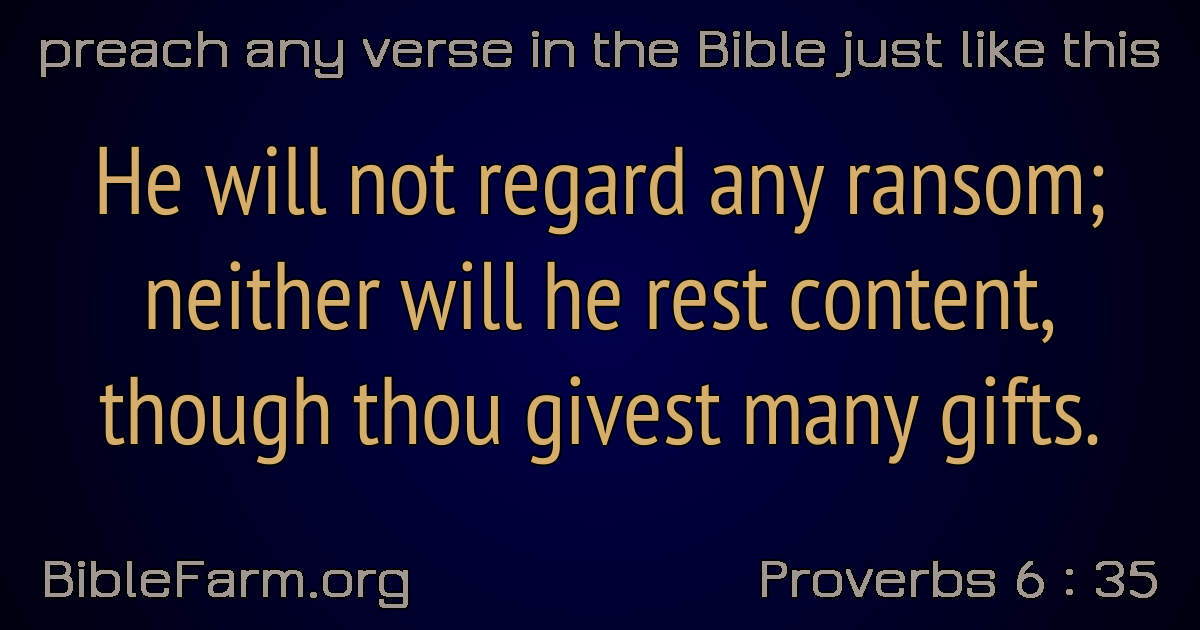 preach any verse in the Bible just like this
He will not regard any ransom;
neither will he rest content,
though thou givest many gifts.
BibleFarm.org
Proverbs 6 : 35